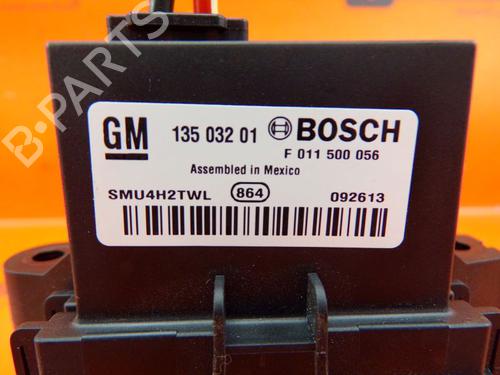 B-PARTS
GM 135 032 01 BOSCH
F 011 500 056
Assembled in Mexico
SMU4H2TWL 864 092613